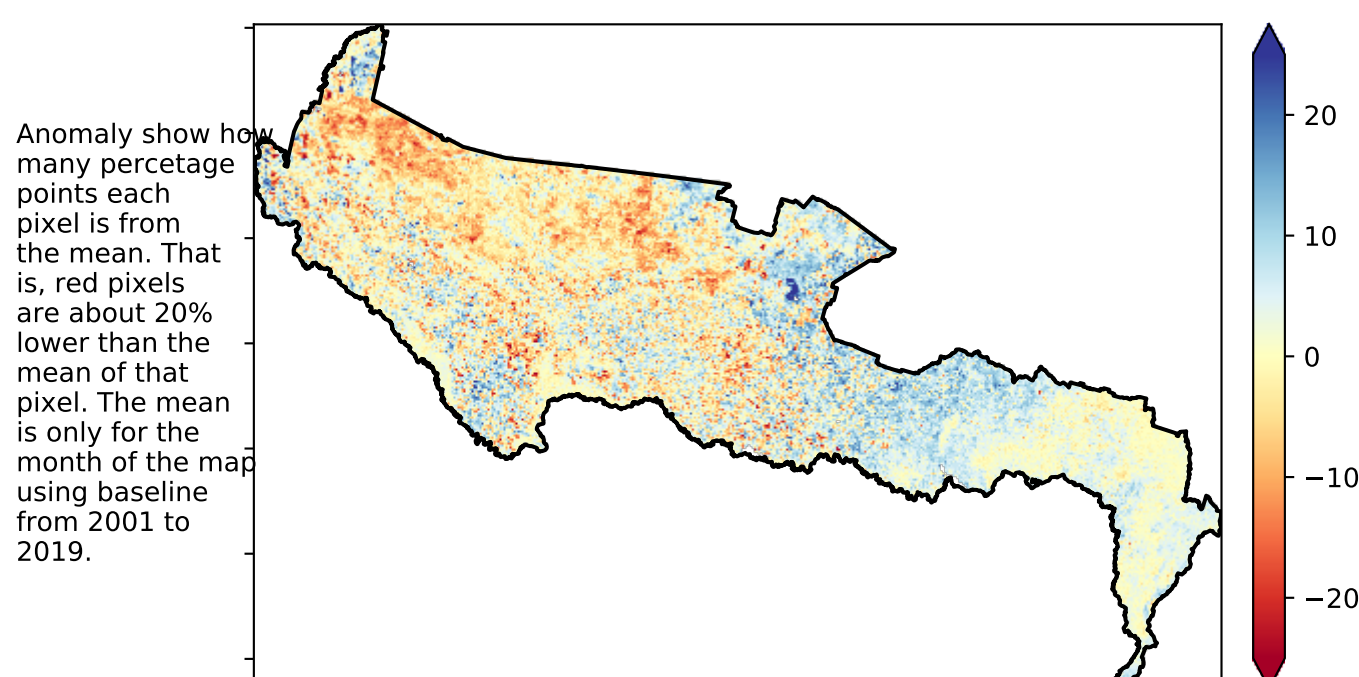 Anomaly show how
many percetage
points each
pixel is from
the mean. That
is, red pixels
are about 20%
lower than the
mean of that
pixel. The mean
is only for the
month of the map
using baseline
from 2001 to
2019.
20
10
0
−10
−20